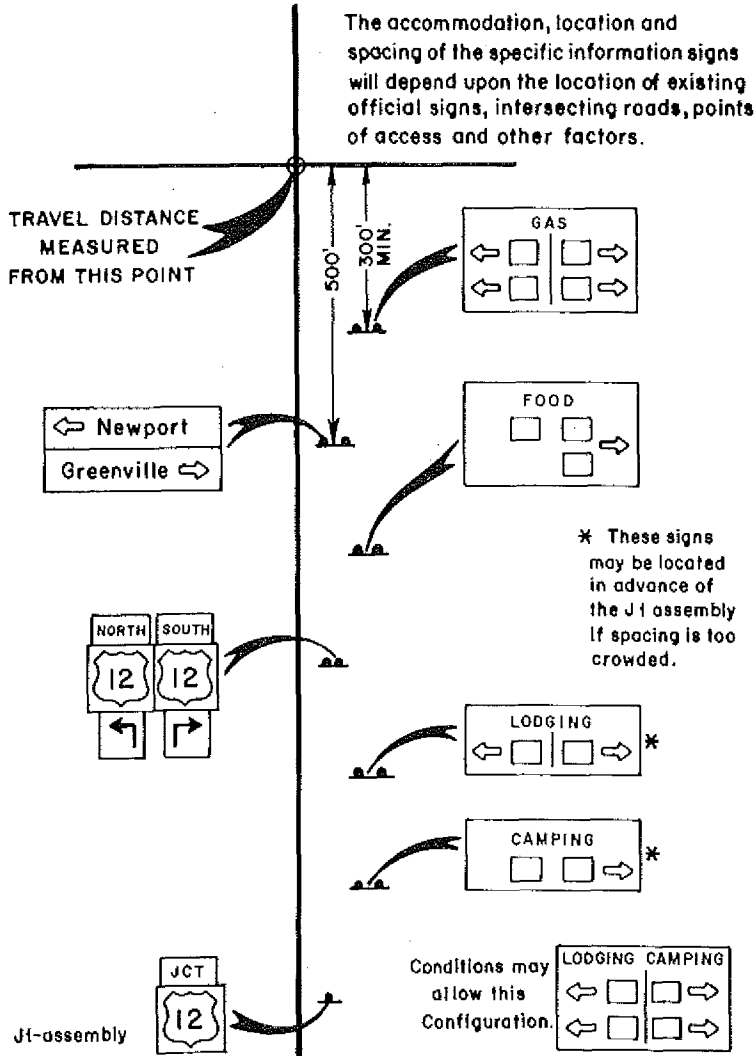 The accommodation, location and
spacing of the specific information signs
will depend upon the location of existing
official signs, intersecting roads, points
of access and other factors.
TRAVEL DISTANCE
MEASURED
FROM THIS POINT
500'
300'
MIN.
GAS
Newport
Greenville
FOOD
* These signs
may be located
in advance of
the J1 assembly
If spacing is too
crowded.
NORTH SOUTH
12 12
LODGING *
CAMPING *
JCT
12
J1-assembly
Conditions may
allow this
Configuration.
LODGING CAMPING